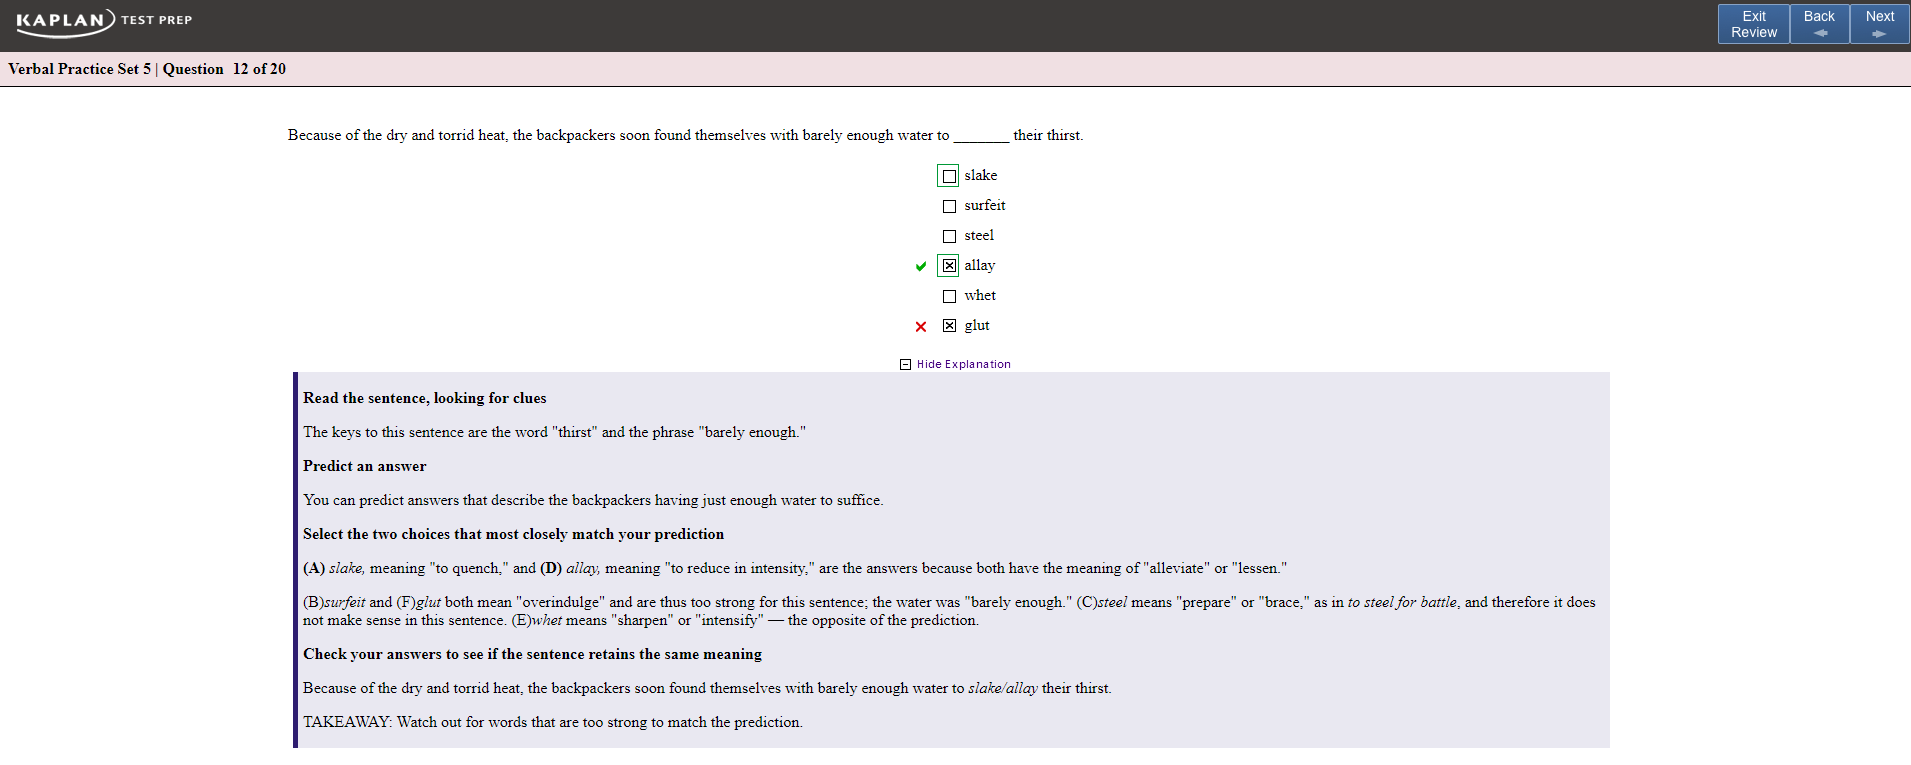 KAPLAN TEST PREP
Exit Review
Back
Next
Verbal Practice Set 5 | Question 12 of 20
Because of the dry and torrid heat, the backpackers soon found themselves with barely enough water to _______ their thirst.
slake
surfeit
steel
allay
whet
glut
Hide Explanation
Read the sentence, looking for clues
The keys to this sentence are the word "thirst" and the phrase "barely enough."
Predict an answer
You can predict answers that describe the backpackers having just enough water to suffice.
Select the two choices that most closely match your prediction
(A) slake, meaning "to quench," and (D) allay, meaning "to reduce in intensity," are the answers because both have the meaning of "alleviate" or "lessen."
(B)surfeit and (F)glut both mean "overindulge" and are thus too strong for this sentence; the water was "barely enough." (C)steel means "prepare" or "brace," as in to steel for battle, and therefore it does
not make sense in this sentence. (E)whet means "sharpen" or "intensify" — the opposite of the prediction.
Check your answers to see if the sentence retains the same meaning
Because of the dry and torrid heat, the backpackers soon found themselves with barely enough water to slake/allay their thirst.
TAKEAWAY: Watch out for words that are too strong to match the prediction.